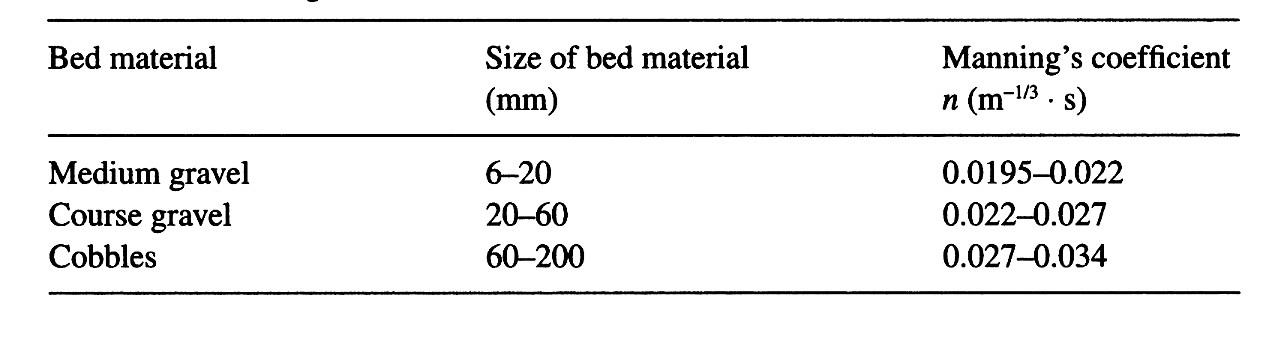 Bed material Size of bed material Manning's coefficient
(mm) n (m⁻¹/³ · s)
Medium gravel 6–20 0.0195–0.022
Course gravel 20–60 0.022–0.027
Cobbles 60–200 0.027–0.034